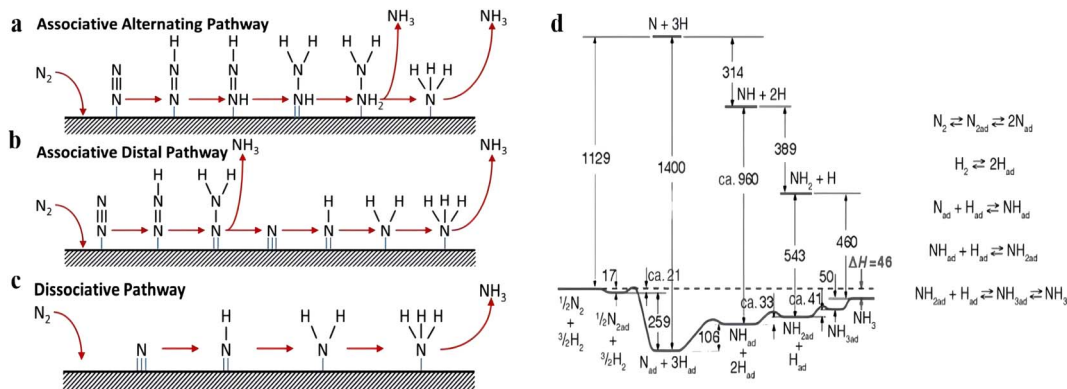 a Associative Alternating Pathway
NH₃ NH₃
H H H H H H
N N N N N H H H
N₂ N N NH NH NH₂ N
b Associative Distal Pathway
NH₃ NH₃
H H H
N N N H H H H H H
N₂ N N N N N N N
c Dissociative Pathway
NH₃
N₂
H H H H H H
N N N N
d
N + 3H
314
NH + 2H
1129
1400
ca. 960
389
NH₂ + H
543
460
ΔH = 46
17
ca. 21
50
ca. 33
ca. 41
259
106
½N₂
+
³⁄₂H₂
½N₂ad
+
³⁄₂H₂
Nad + 3Had
NHad
+
2Had
NH₂ad
+
Had
NH₃ad
NH₃
N₂ ⇄ N₂ad ⇄ 2Nad
H₂ ⇄ 2Had
Nad + Had ⇄ NHad
NHad + Had ⇄ NH₂ad
NH₂ad + Had ⇄ NH₃ad ⇄ NH₃